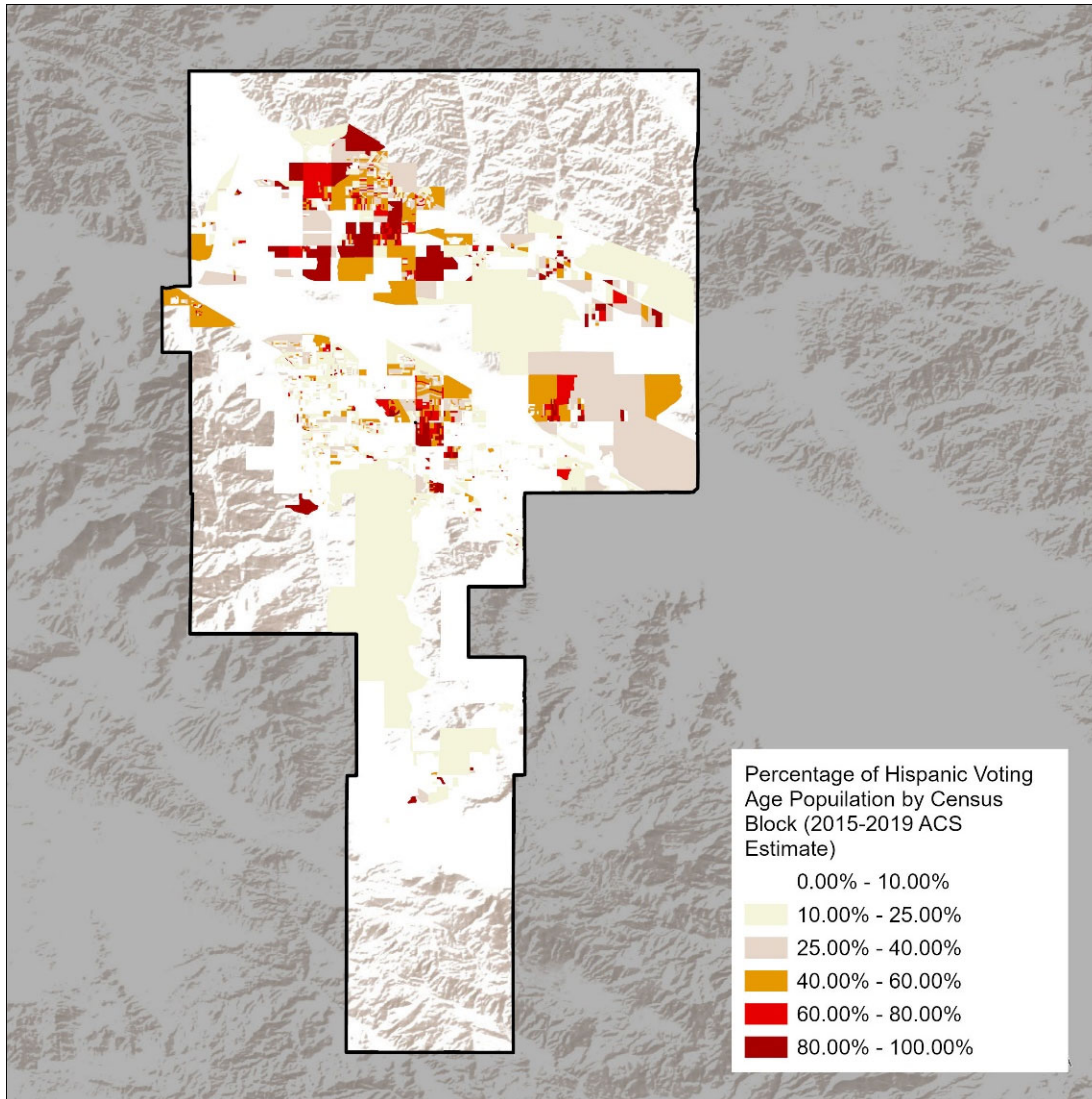 Percentage of Hispanic Voting
Age Popuilation by Census
Block (2015-2019 ACS
Estimate)
0.00% - 10.00%
10.00% - 25.00%
25.00% - 40.00%
40.00% - 60.00%
60.00% - 80.00%
80.00% - 100.00%